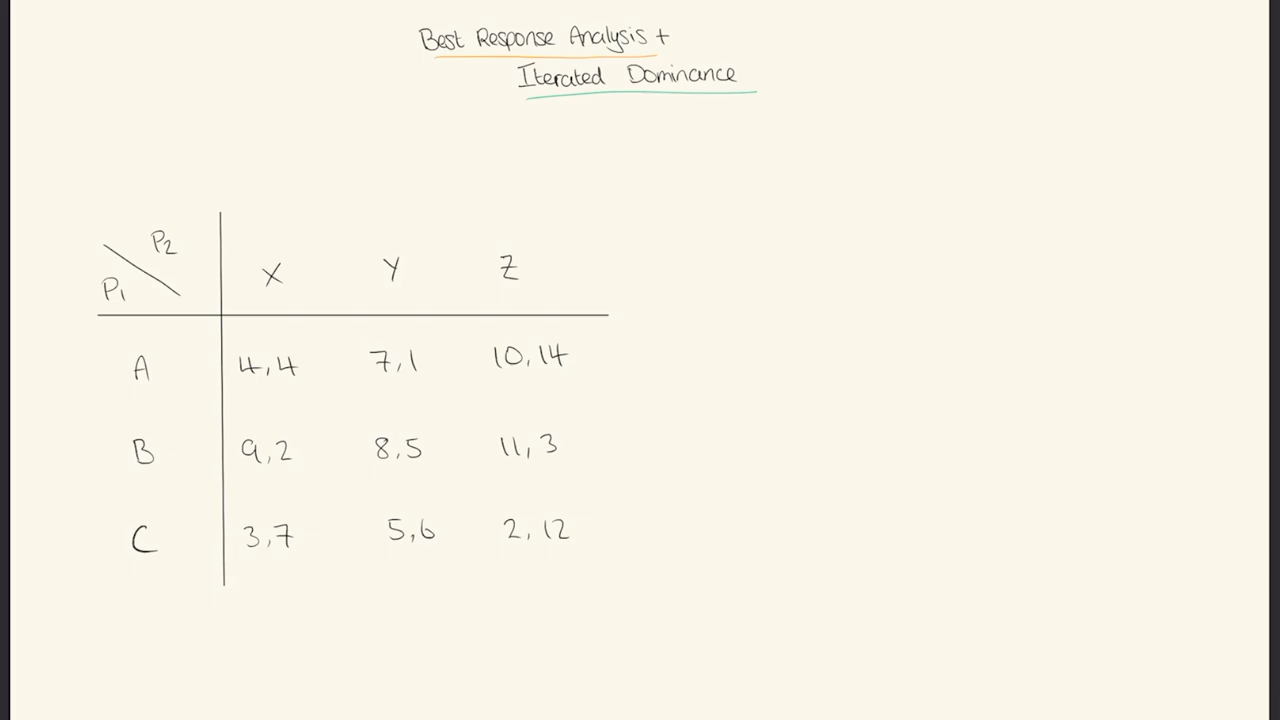 Best Response Analysis +
Iterated Dominance
P2
P1
X Y Z
A 4,4 7,1 10,14
B 9,2 8,5 11,3
C 3,7 5,6 2,12